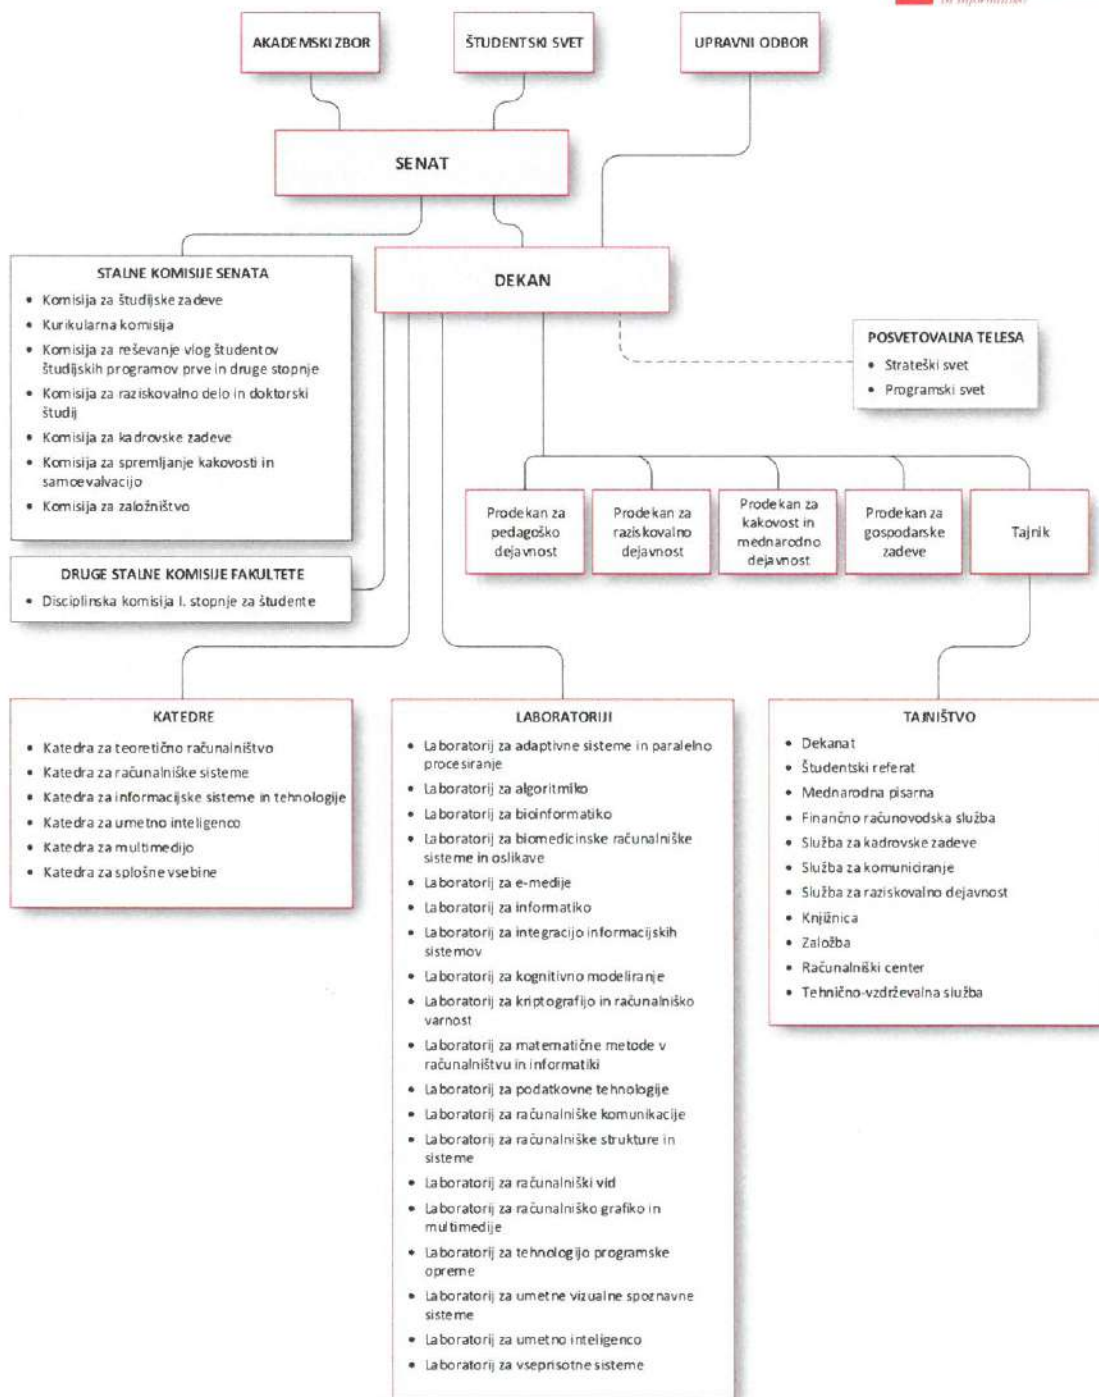 za informatiko
AKADEMSKI ZBOR
ŠTUDENTSKI SVET
UPRAVNI ODBOR
SENAT
DEKAN
STALNE KOMISIJE SENATA
• Komisija za študijske zadeve
• Kurikularna komisija
• Komisija za reševanje vlog študentov
študijskih programov prve in druge stopnje
• Komisija za raziskovalno delo in doktorski
študij
• Komisija za kadrovske zadeve
• Komisija za spremljanje kakovosti in
samoevalvacijo
• Komisija za založništvo
POSVETOVALNA TELESA
• Strateški svet
• Programski svet
Prodekan za
pedagoško
dejavnost
Prodekan za
raziskovalno
dejavnost
Prodekan za
kakovost in
mednarodno
dejavnost
Prodekan za
gospodarske
zadeve
Tajnik
DRUGE STALNE KOMISIJE FAKULTETE
• Disciplinska komisija I. stopnje za študente
KATEDRE
• Katedra za teoretično računalništvo
• Katedra za računalniške sisteme
• Katedra za informacijske sisteme in tehnologije
• Katedra za umetno inteligenco
• Katedra za multimedijo
• Katedra za splošne vsebine
LABORATORIJI
• Laboratorij za adaptivne sisteme in paralelno
procesiranje
• Laboratorij za algoritmiko
• Laboratorij za bioinformatiko
• Laboratorij za biomedicinske računalniške
sisteme in oslikave
• Laboratorij za e-medije
• Laboratorij za informatiko
• Laboratorij za integracijo informacijskih
sistemov
• Laboratorij za kognitivno modeliranje
• Laboratorij za kriptografijo in računalniško
varnost
• Laboratorij za matematične metode v
računalništvu in informatiki
• Laboratorij za podatkovne tehnologije
• Laboratorij za računalniške komunikacije
• Laboratorij za računalniške strukture in
sisteme
• Laboratorij za računalniški vid
• Laboratorij za računalniško grafiko in
multimedije
• Laboratorij za tehnologijo programske
opreme
• Laboratorij za umetne vizualne spoznavne
sisteme
• Laboratorij za umetno inteligenco
• Laboratorij za vseprisotne sisteme
TAJNIŠTVO
• Dekanat
• Študentski referat
• Mednarodna pisarna
• Finančno računovodska služba
• Služba za kadrovske zadeve
• Služba za komuniciranje
• Služba za raziskovalno dejavnost
• Knjižnica
• Založba
• Računalniški center
• Tehnično-vzdrževalna služba